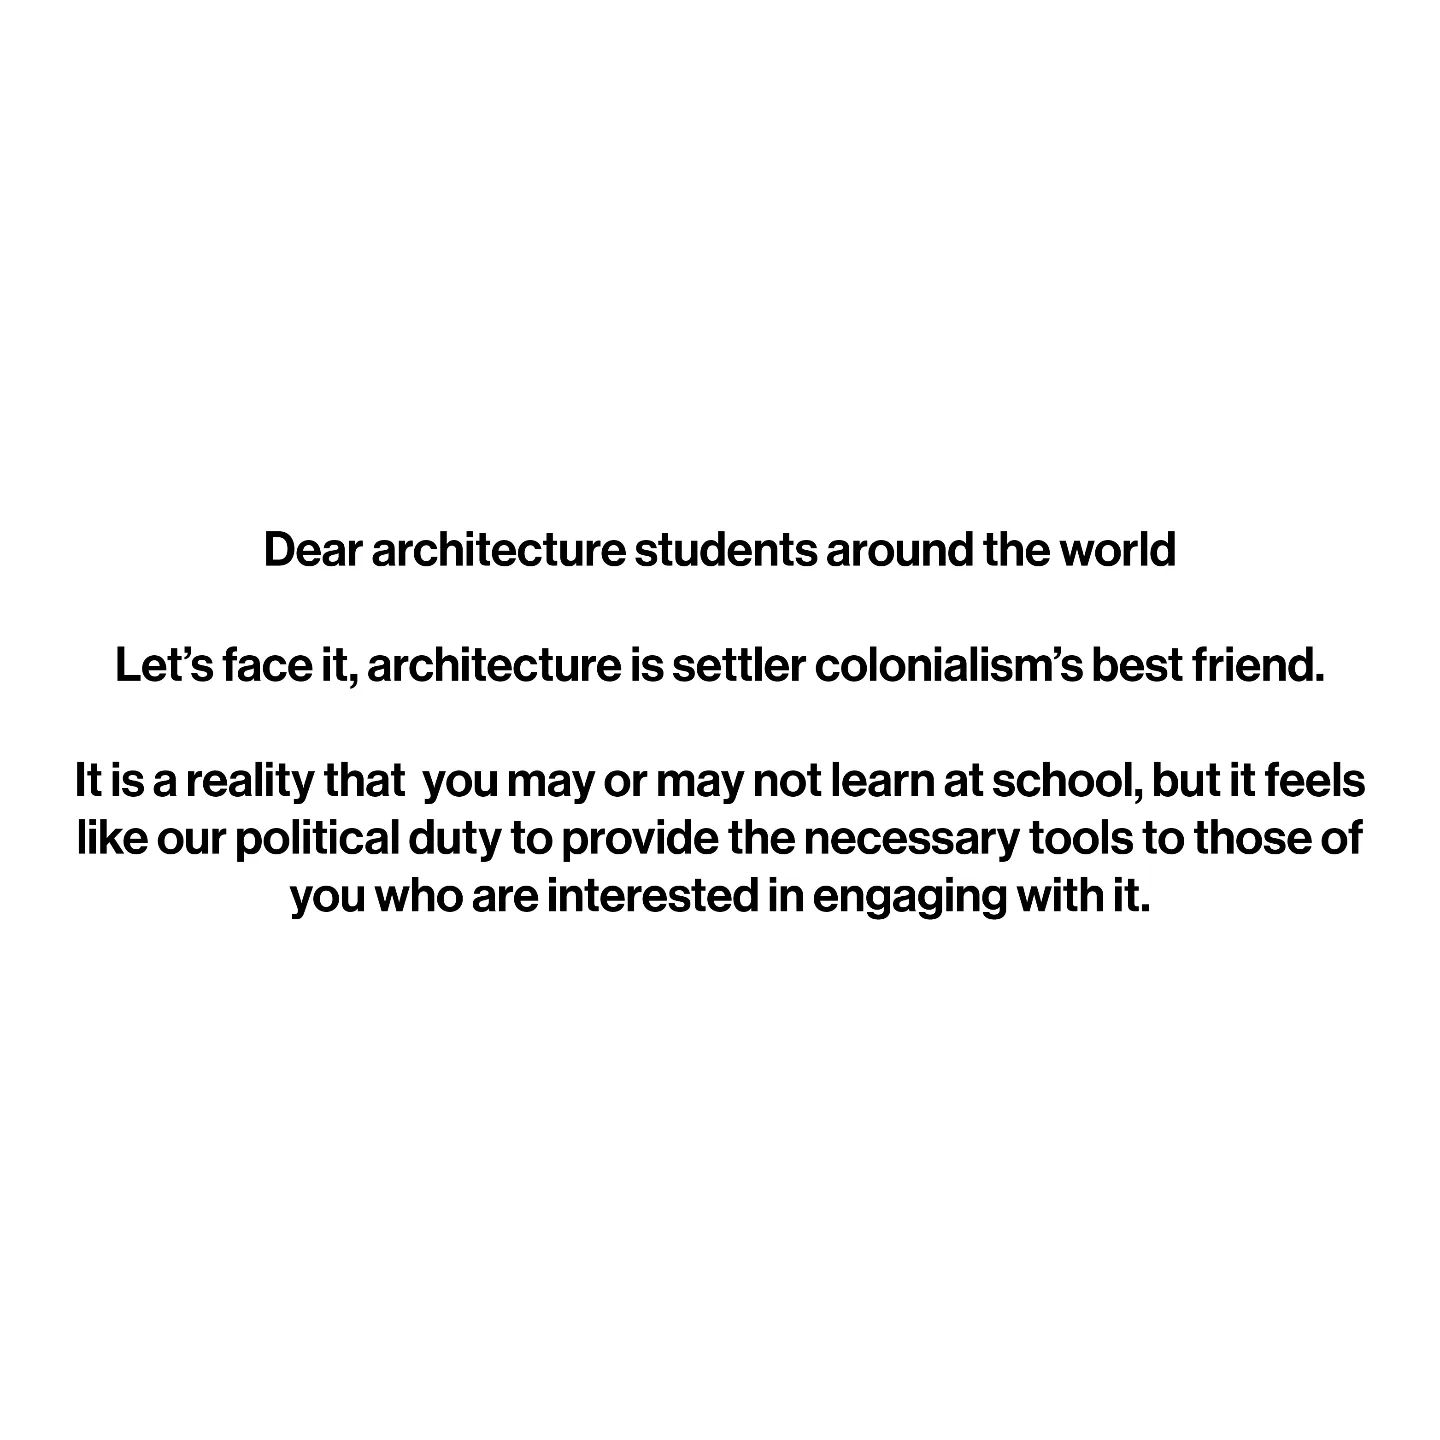 Dear architecture students around the world
Let’s face it, architecture is settler colonialism’s best friend.
It is a reality that  you may or may not learn at school, but it feels
like our political duty to provide the necessary tools to those of
you who are interested in engaging with it.